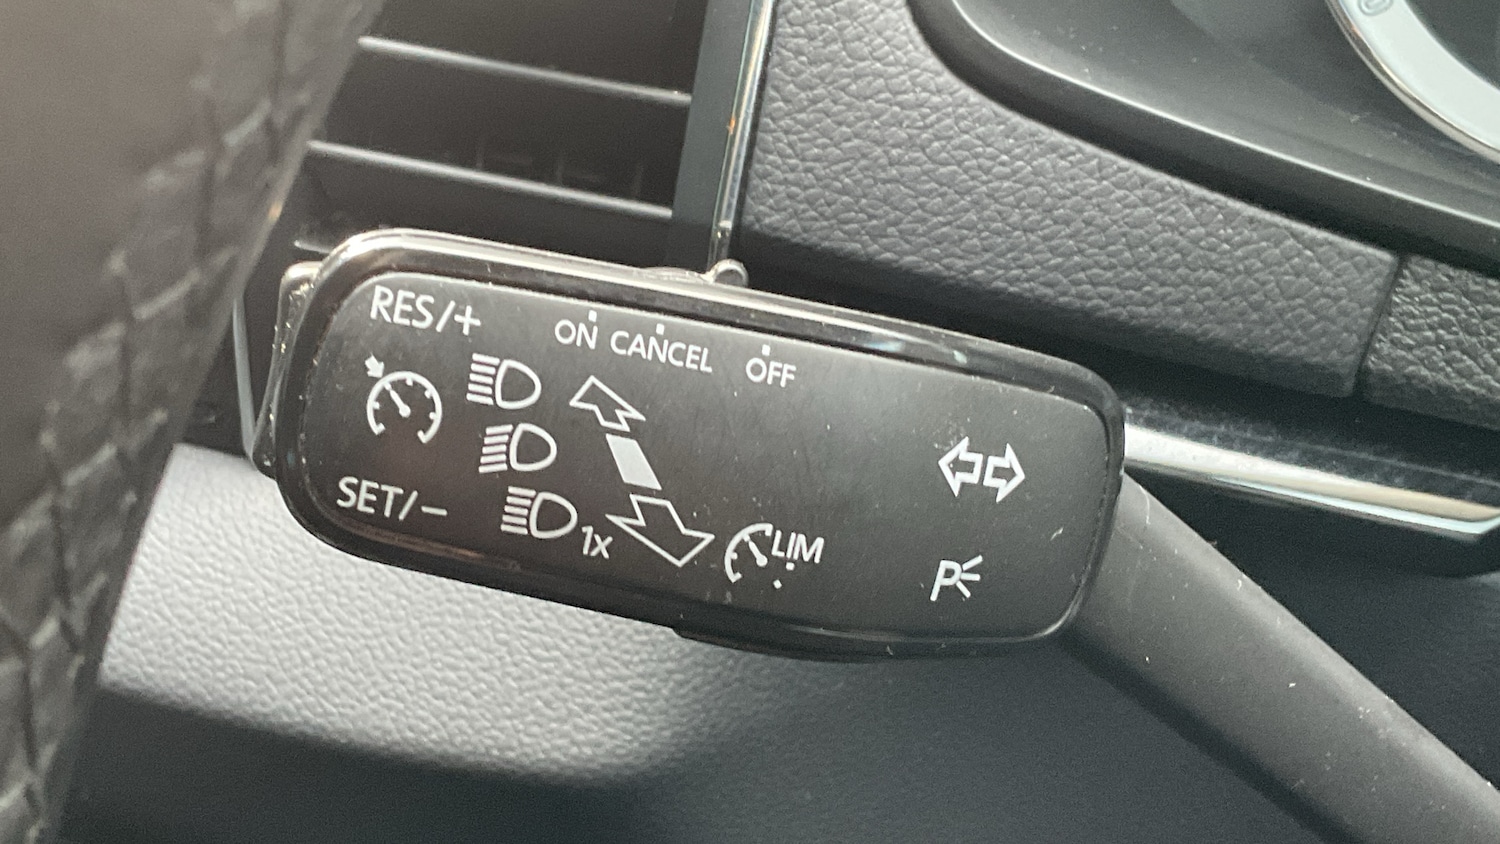 RES/+
ON CANCEL OFF
SET/-
1x
LIM
P